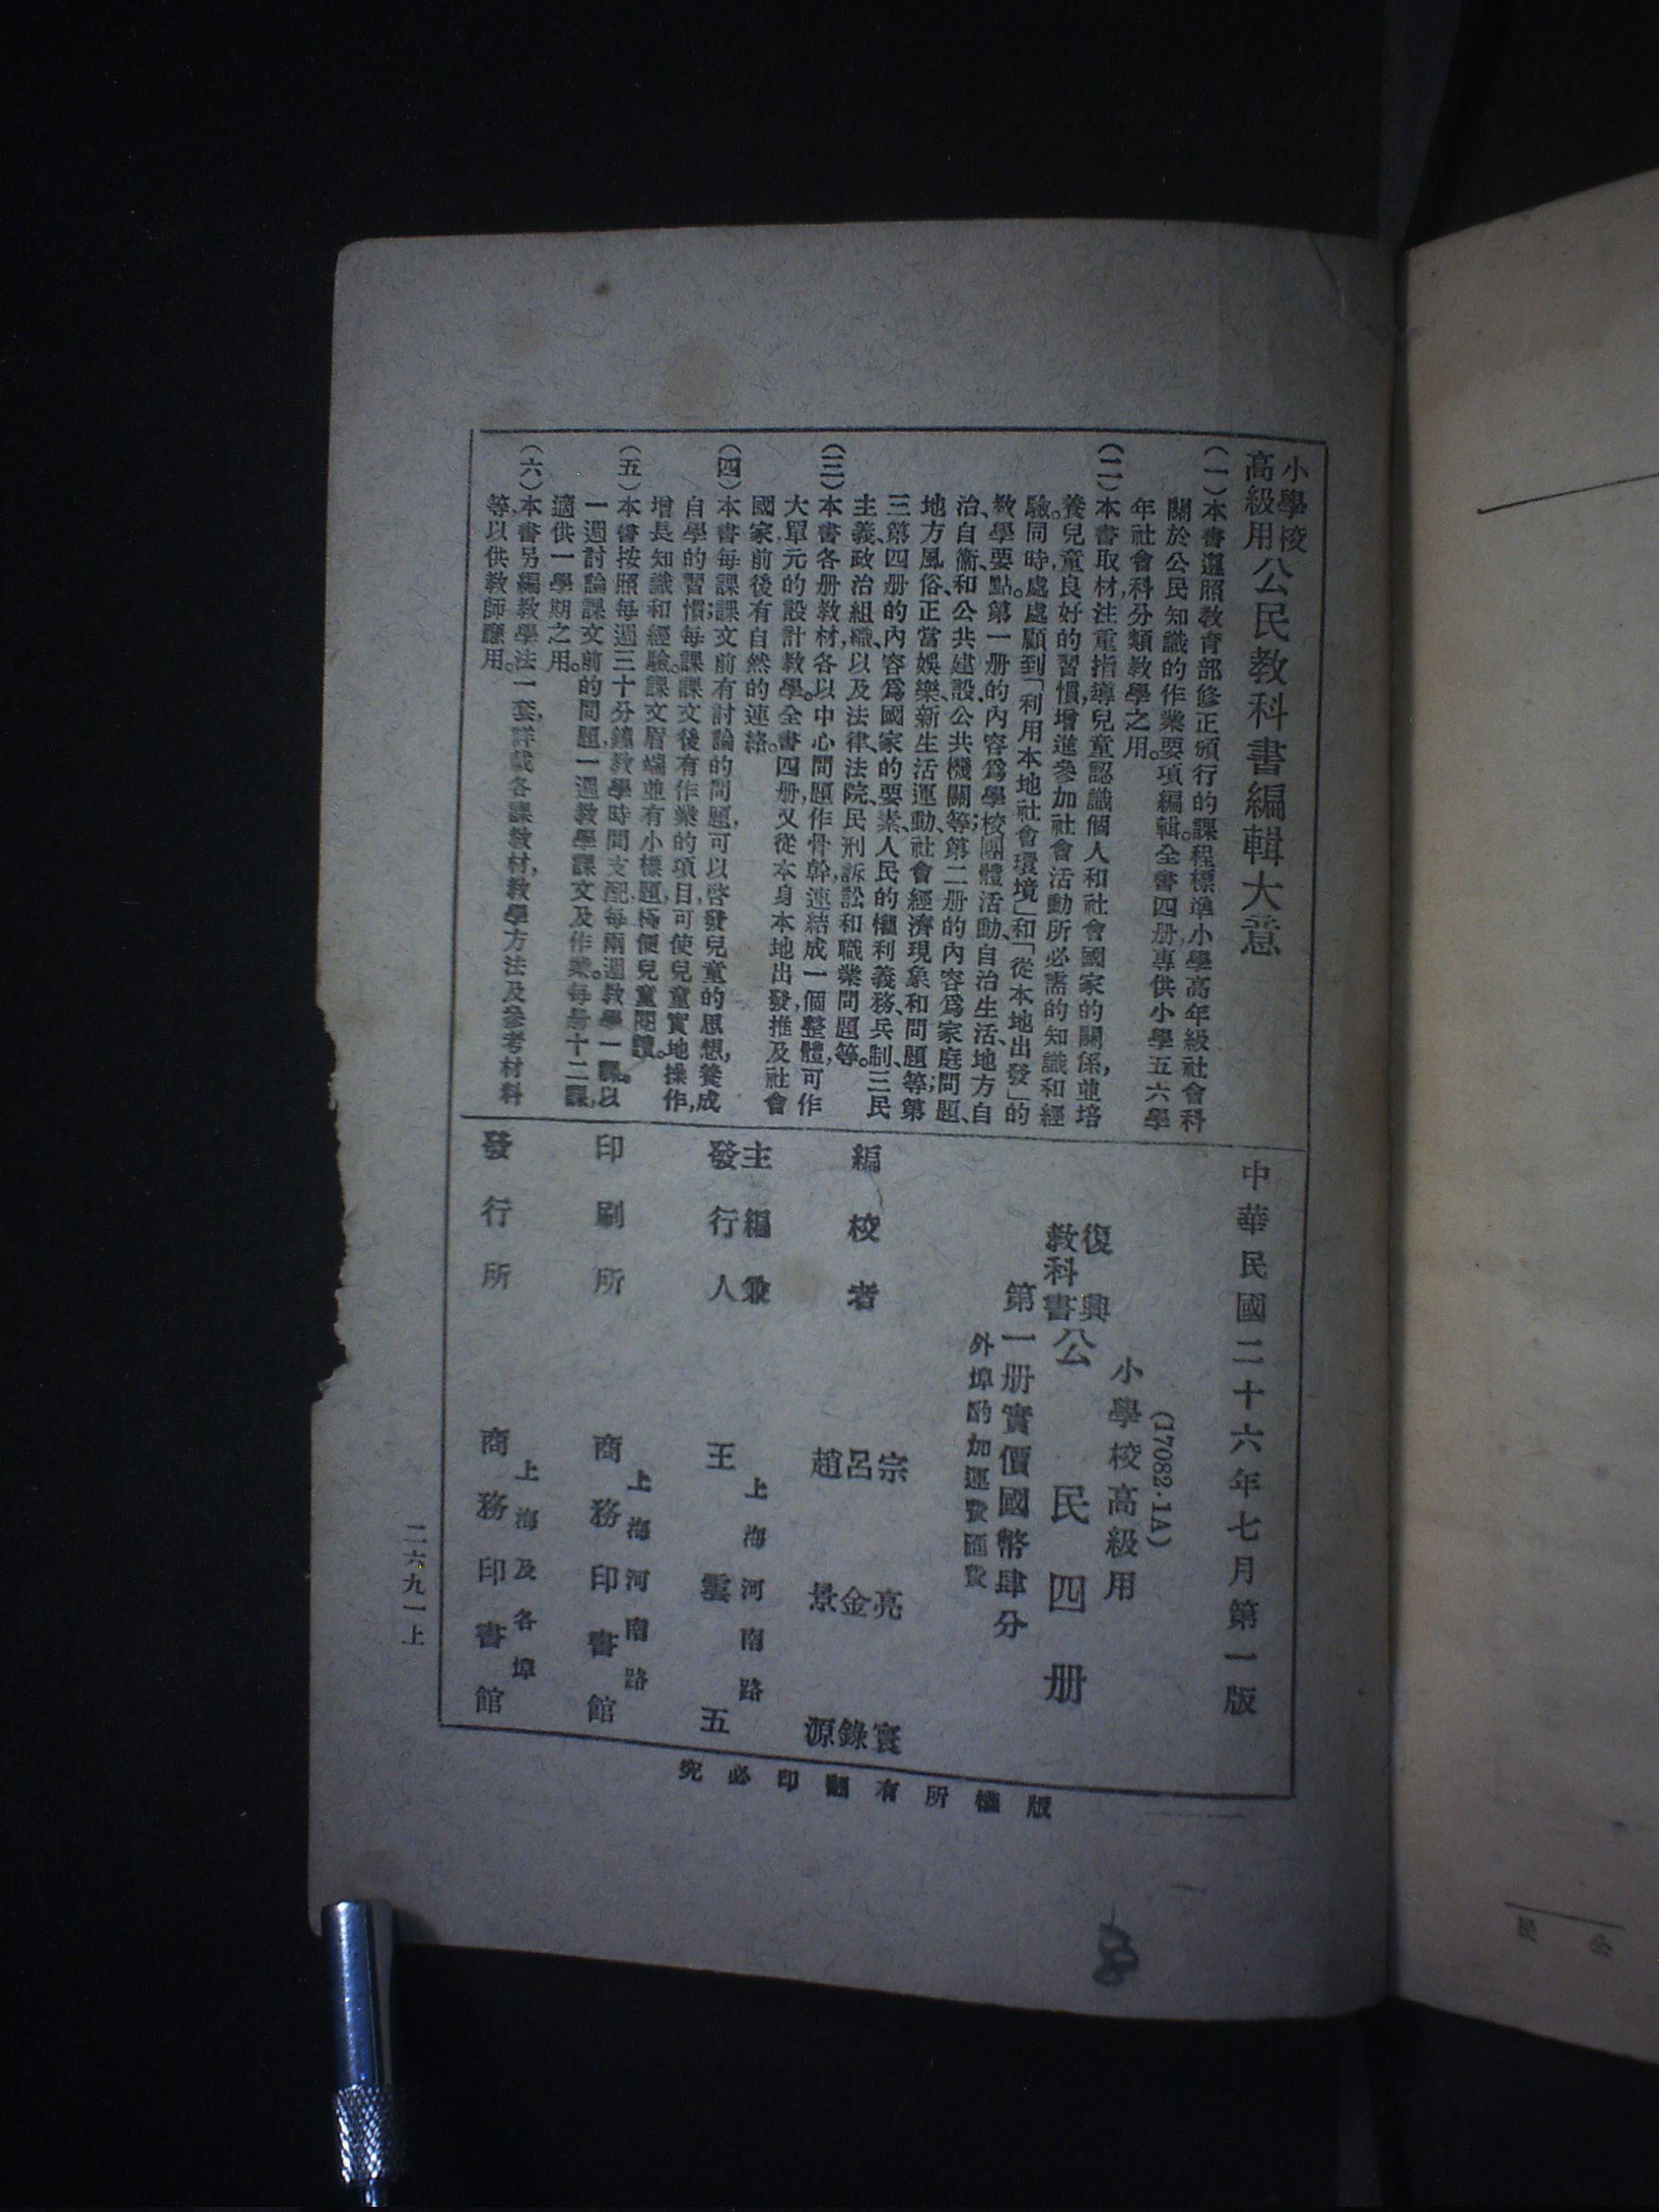 小學校
高級用公民教科書編輯大意
(一)本書遵照教育部修正頒行的課程標準小學高年級社會科
關於公民知識的作業要項編輯。全書四册,專供小學五六學
年社會科分類教學之用。
(二)本書取材,注重指導兒童認識個人和社會國家的關係,並培
養兒童良好的習慣,增進參加社會活動所必需的知識和經
驗。同時,處處顧到「利用本地社會環境」和「從本地出發」的
教學要點。第一册的內容爲學校團體活動、自治生活、地方自
治、自衞和公共建設、公共機關等;第二册的內容爲家庭問題、
地方風俗、正當娛樂、新生活運動、社會經濟現象和問題等;第
三、第四册的內容爲國家的要素、人民的權利義務、兵制、三民
主義、政治組織、以及法律、法院、民刑訴訟和職業問題等。
(三)本書各册教材,各以中心問題作骨幹,連結成一個整體,可作
大單元的設計教學。全書四册,又從本身本地出發,推及社會
國家,前後有自然的連絡。
(四)本書每課課文前有討論的問題,可以啓發兒童的思想,養成
自學的習慣;每課課文後有作業的項目,可使兒童實地操作,
增長知識和經驗。課文眉端並有小標題,極便兒童閱讀。
(五)本書按照每週三十分鐘教學時間支配,每兩週教學一課。以
一週討論課文前的問題,一週教學課文及作業。每册十二課,
適供一學期之用。
(六)本書另編教學法一套,詳載各課教材,教學方法及參考材料
等,以供教師應用。
中華民國二十六年七月第一版
(17082·1A)
小學校高級用
復興
教科書公民四册
第一册實價國幣肆分
外埠酌加運費匯費
編校者
宗亮寰
呂金錄
趙景源
主編兼
發行人
上海河南路
王雲五
印刷所
上海河南路
商務印書館
發行所
上海及各埠
商務印書館
版權所有翻印必究
二六九一上
公民